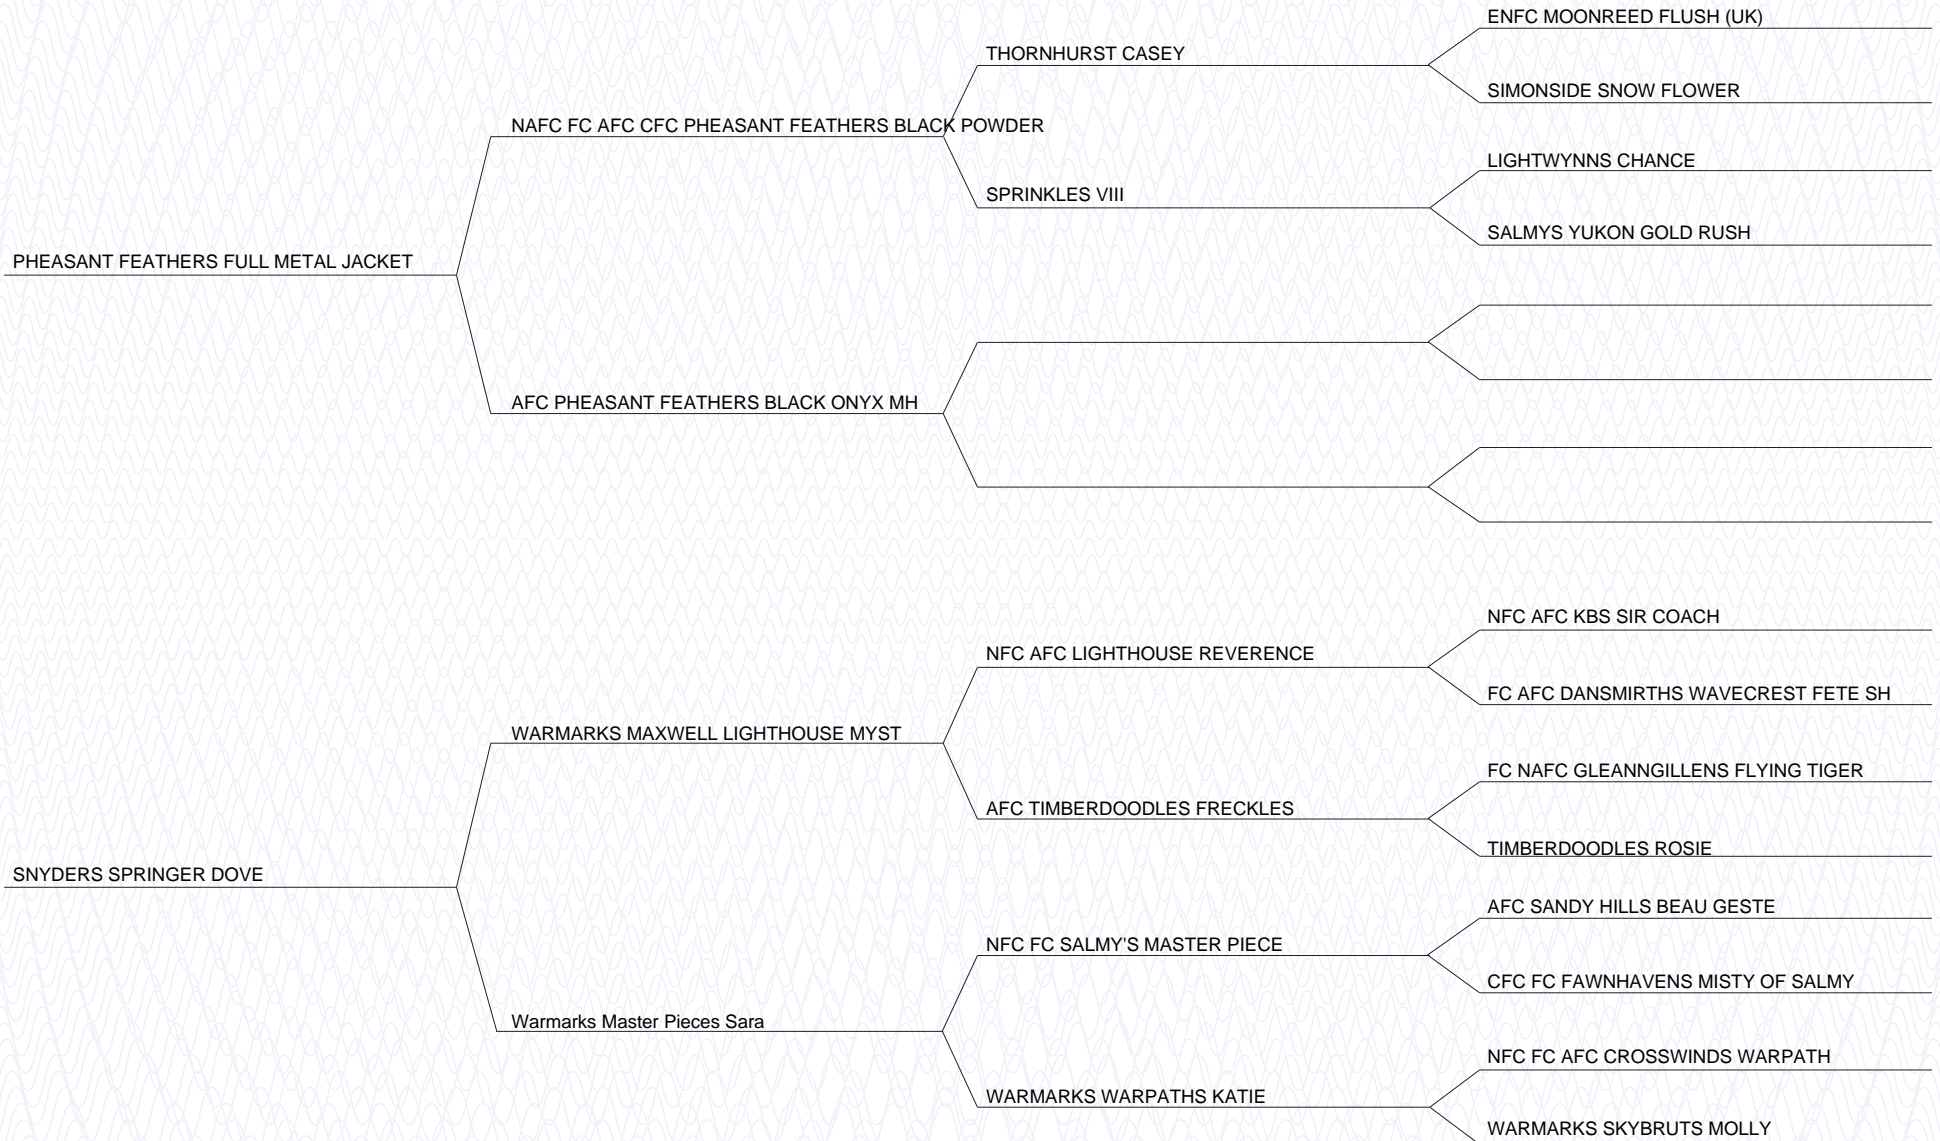 ENFC MOONREED FLUSH (UK)
THORNHURST CASEY
SIMONSIDE SNOW FLOWER
NAFC FC AFC CFC PHEASANT FEATHERS BLACK POWDER
LIGHTWYNNS CHANCE
SPRINKLES VIII
SALMYS YUKON GOLD RUSH
PHEASANT FEATHERS FULL METAL JACKET
AFC PHEASANT FEATHERS BLACK ONYX MH
NFC AFC KBS SIR COACH
NFC AFC LIGHTHOUSE REVERENCE
FC AFC DANSMIRTHS WAVECREST FETE SH
WARMARKS MAXWELL LIGHTHOUSE MYST
FC NAFC GLEANNGILLENS FLYING TIGER
AFC TIMBERDOODLES FRECKLES
TIMBERDOODLES ROSIE
SNYDERS SPRINGER DOVE
AFC SANDY HILLS BEAU GESTE
NFC FC SALMY'S MASTER PIECE
CFC FC FAWNHAVENS MISTY OF SALMY
Warmarks Master Pieces Sara
NFC FC AFC CROSSWINDS WARPATH
WARMARKS WARPATHS KATIE
WARMARKS SKYBRUTS MOLLY